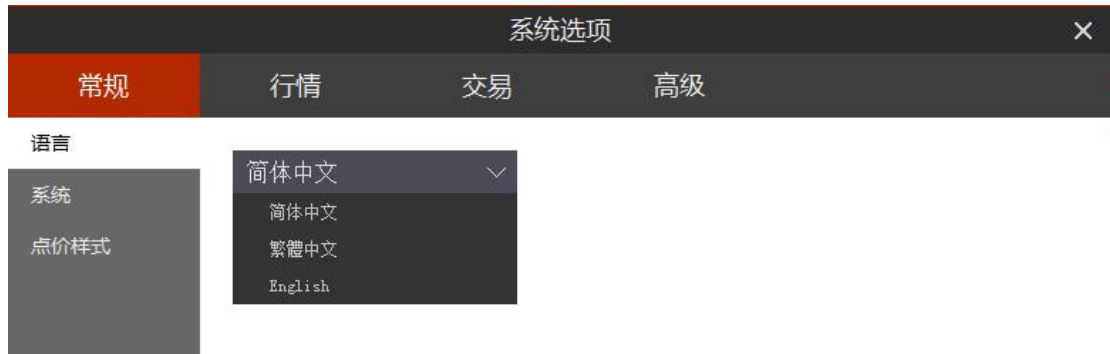 系统选项
常规 行情 交易 高级
语言
系统
点价样式
简体中文
简体中文
繁體中文
English